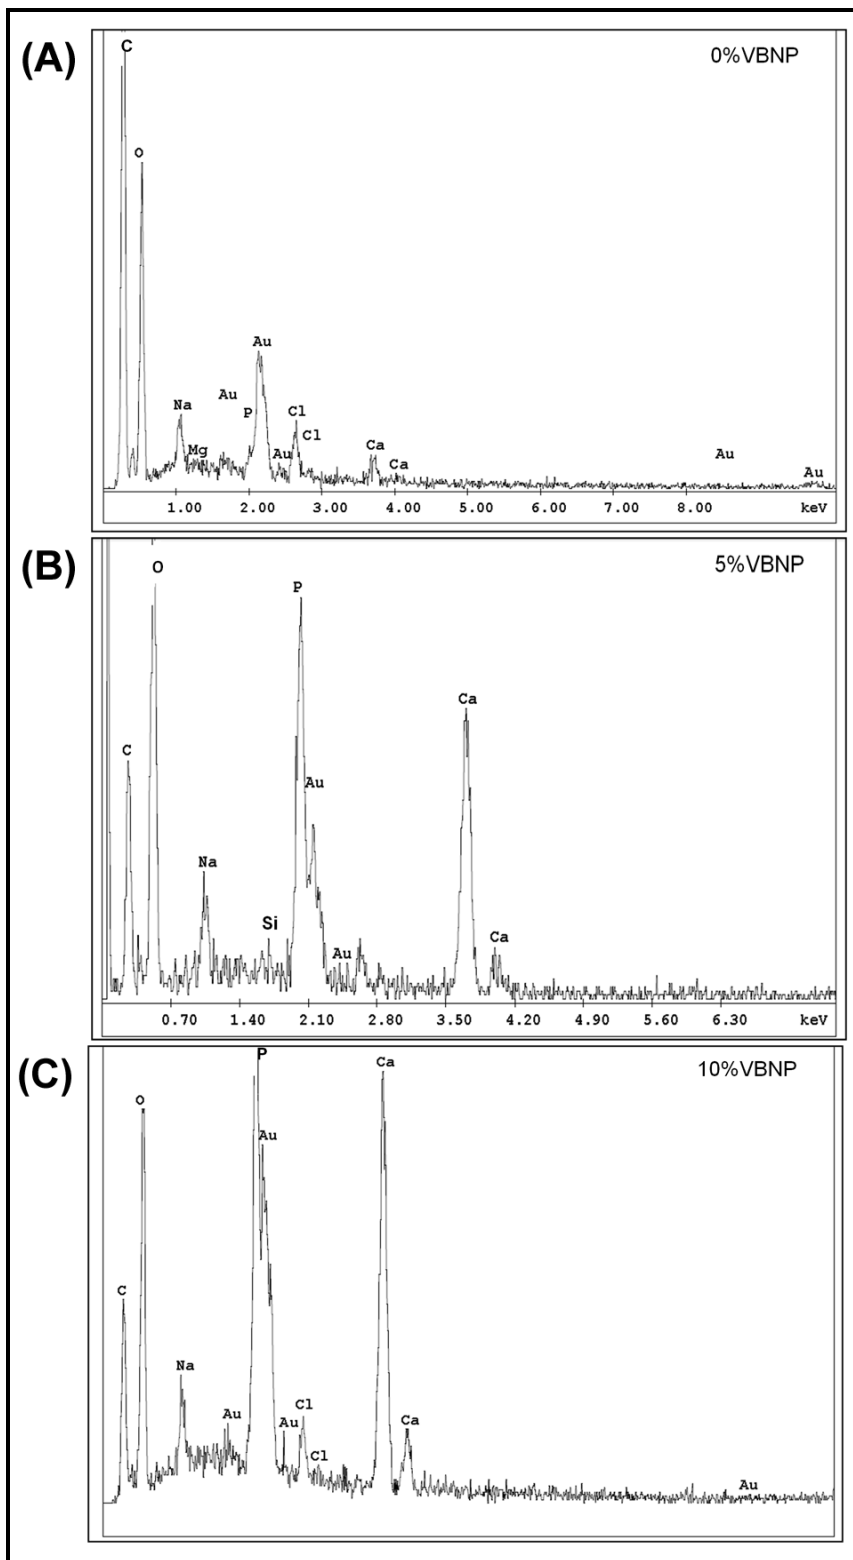 (A)
0%VBNP
C
O
Au
Au
Na
P
Cl
Cl
Mg
Au
Ca
Ca
Au
Au
1.00 2.00 3.00 4.00 5.00 6.00 7.00 8.00 keV
(B)
5%VBNP
O
P
Ca
C
Au
Na
Si
Au
Ca
0.70 1.40 2.10 2.80 3.50 4.20 4.90 5.60 6.30 keV
(C)
10%VBNP
P
Ca
O
Au
C
Na
Au
Au
Cl
Cl
Ca
Au